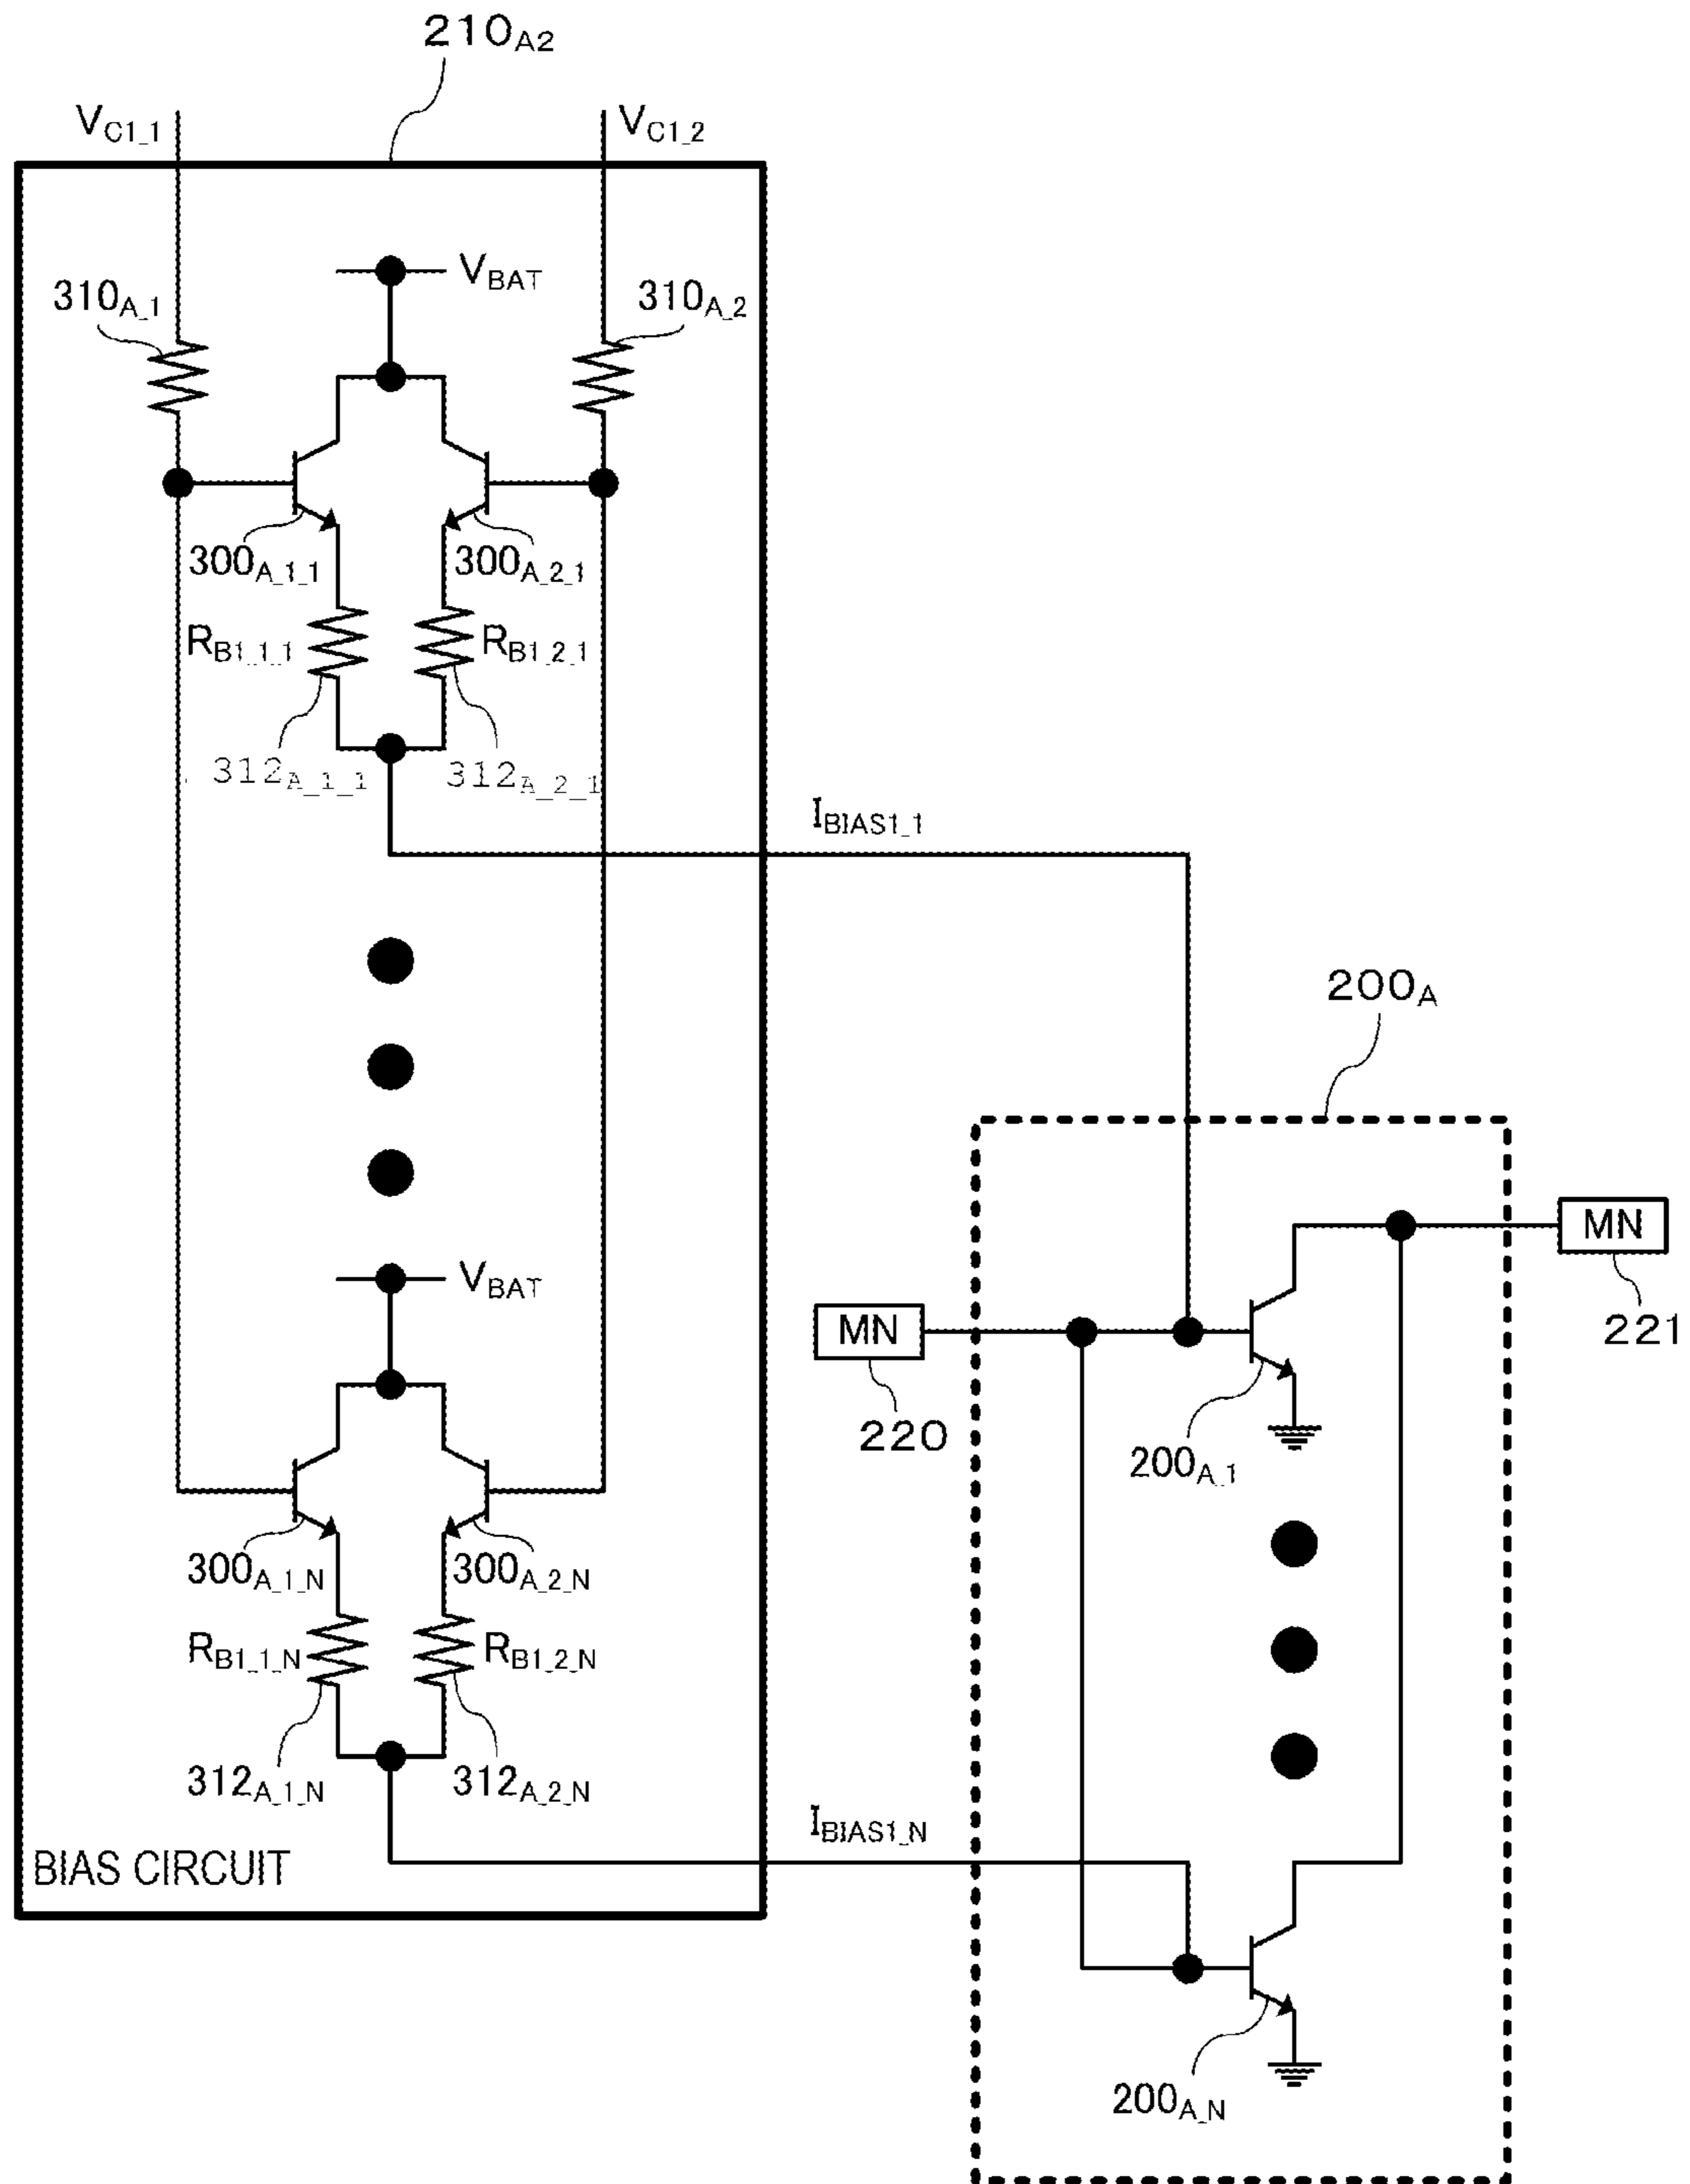 210A2
VC1_1
VC1_2
VBAT
310A_1
310A_2
300A_1_1
300A_2_1
RB1_1_1
RB1_2_1
312A_1_1
312A_2_1
IBIAS1_1
200A
VBAT
MN
MN
221
220
200A_1
300A_1_N
300A_2_N
RB1_1_N
RB1_2_N
312A_1_N
312A_2_N
IBIAS1_N
BIAS CIRCUIT
200A_N